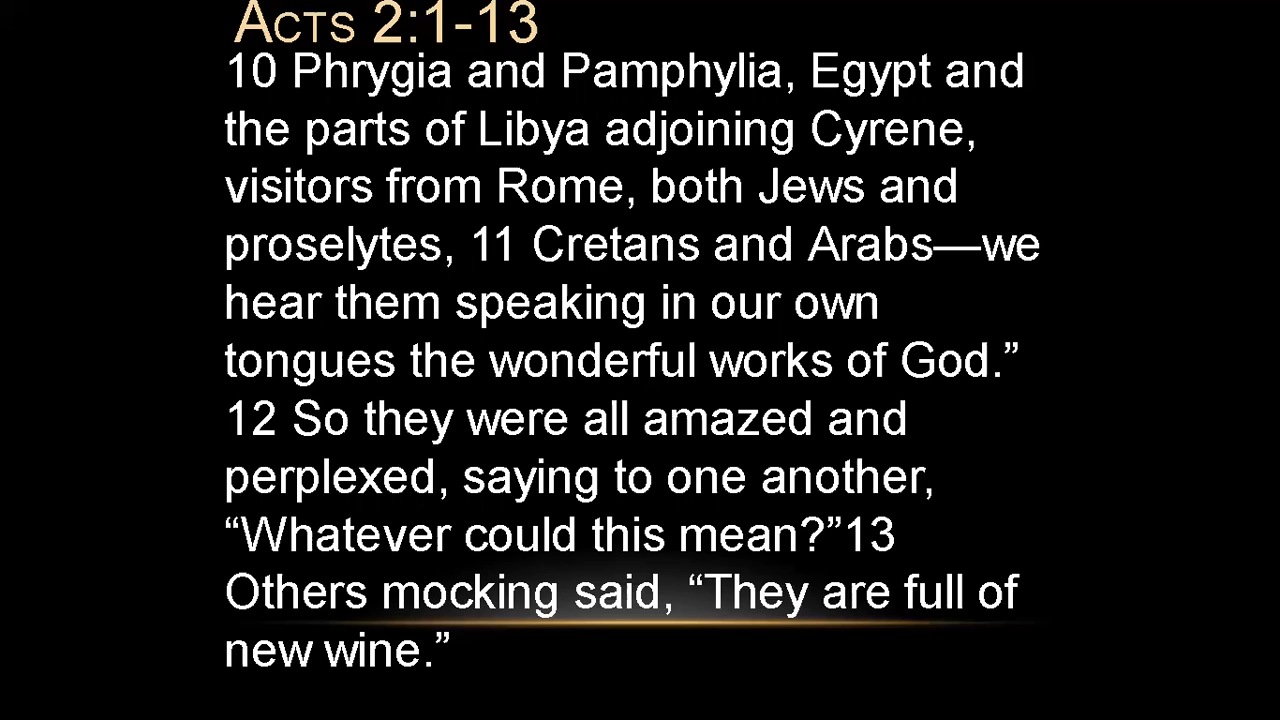 Acts 2:1-13
10 Phrygia and Pamphylia, Egypt and
the parts of Libya adjoining Cyrene,
visitors from Rome, both Jews and
proselytes, 11 Cretans and Arabs—we
hear them speaking in our own
tongues the wonderful works of God.”
12 So they were all amazed and
perplexed, saying to one another,
“Whatever could this mean?”13
Others mocking said, “They are full of
new wine.”